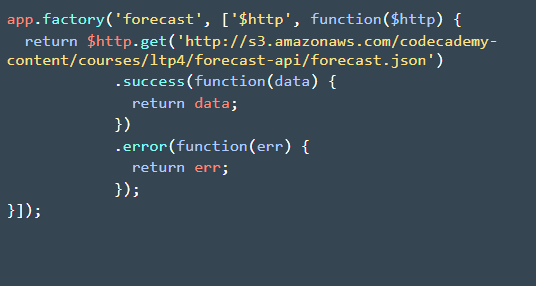 app.factory('forecast', ['$http', function($http) {
  return $http.get('http://s3.amazonaws.com/codecademy-
content/courses/ltp4/forecast-api/forecast.json')
            .success(function(data) {
              return data;
            })
            .error(function(err) {
              return err;
            });
}]);